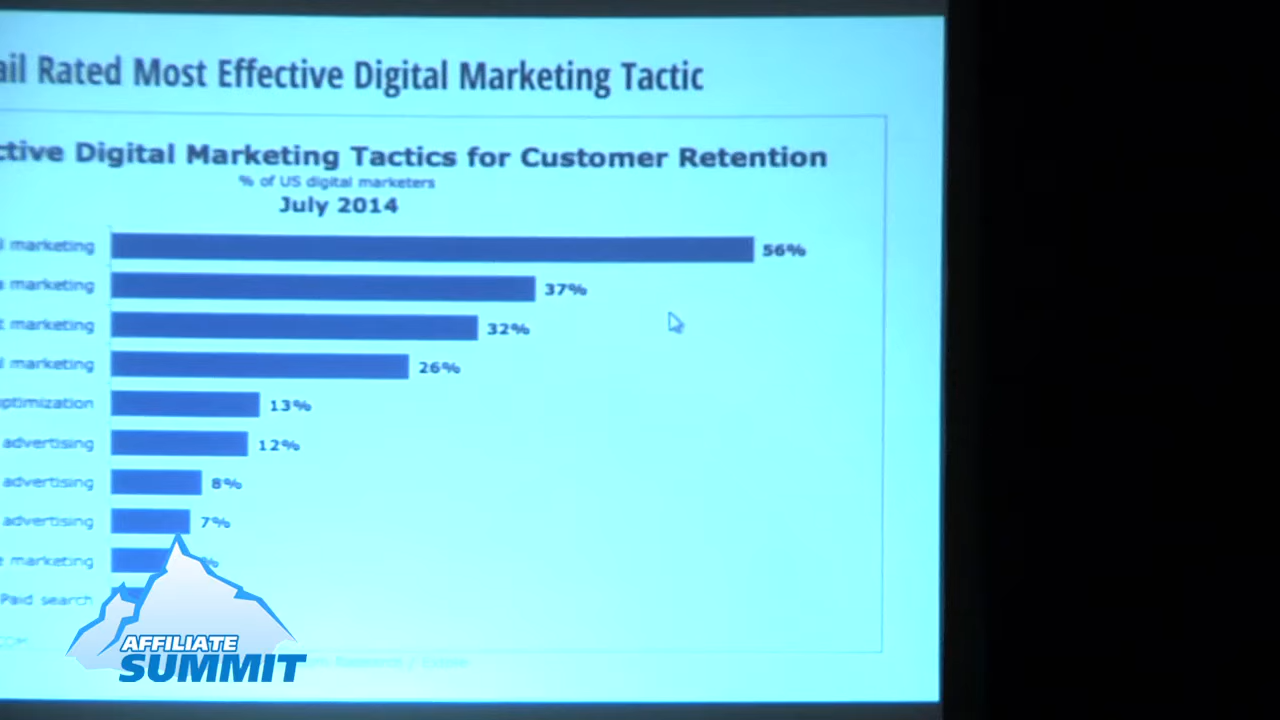 ail Rated Most Effective Digital Marketing Tactic
ctive Digital Marketing Tactics for Customer Retention
% of US digital marketers
July 2014
l marketing 56%
a marketing 37%
t marketing 32%
l marketing 26%
optimization 13%
advertising 12%
advertising 8%
advertising 7%
e marketing %
Paid search
AFFILIATE
SUMMIT